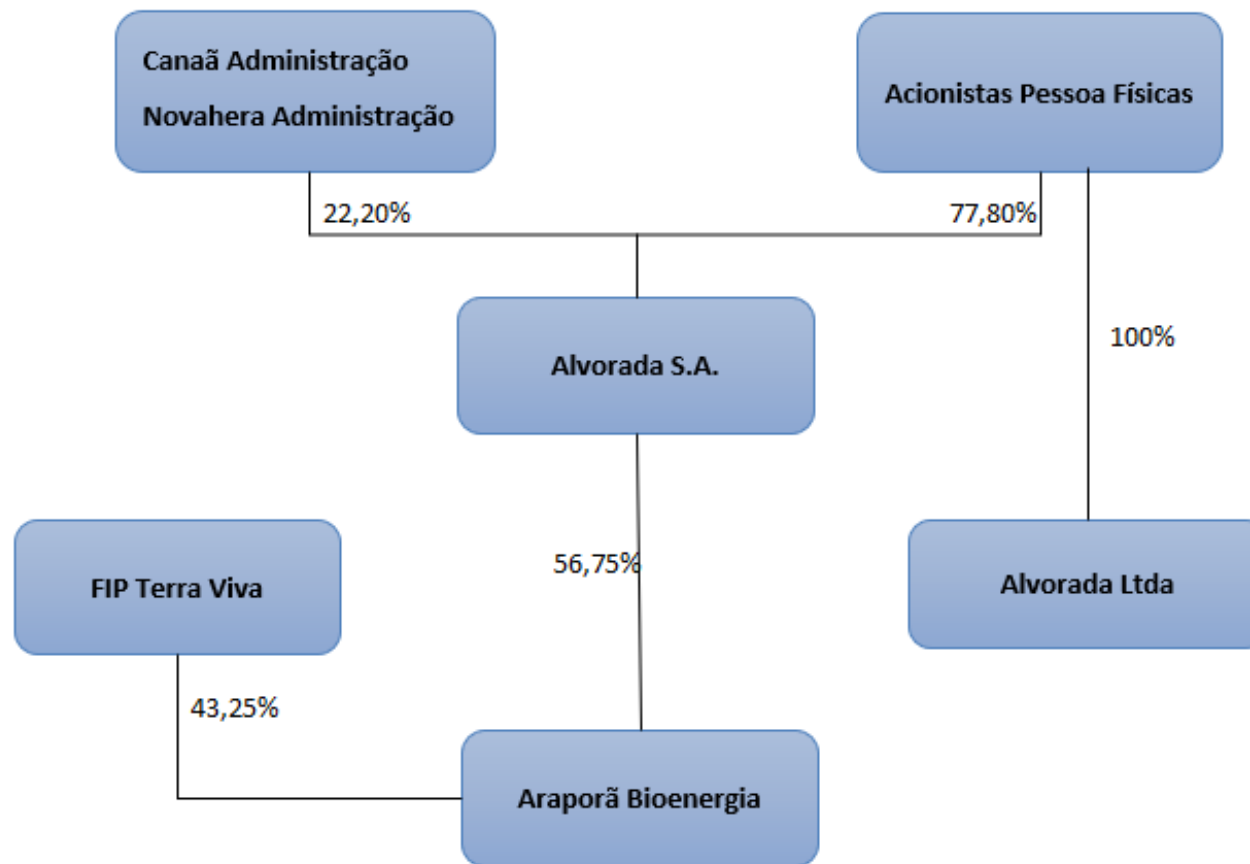 Canaã Administração
Novahera Administração
Acionistas Pessoa Físicas
22,20%
77,80%
Alvorada S.A.
100%
FIP Terra Viva
56,75%
Alvorada Ltda
43,25%
Araporã Bioenergia